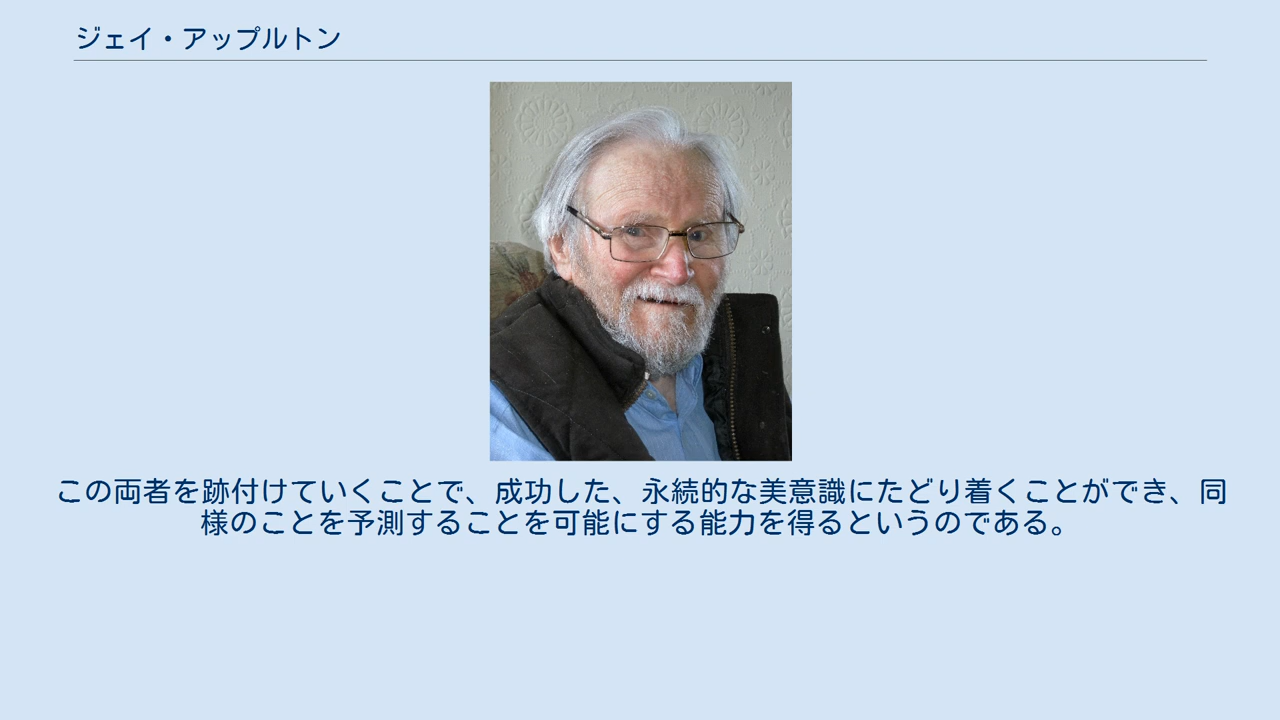 ジェイ・アップルトン
この両者を跡付けていくことで、成功した、永続的な美意識にたどり着くことができ、同
様のことを予測することを可能にする能力を得るというのである。